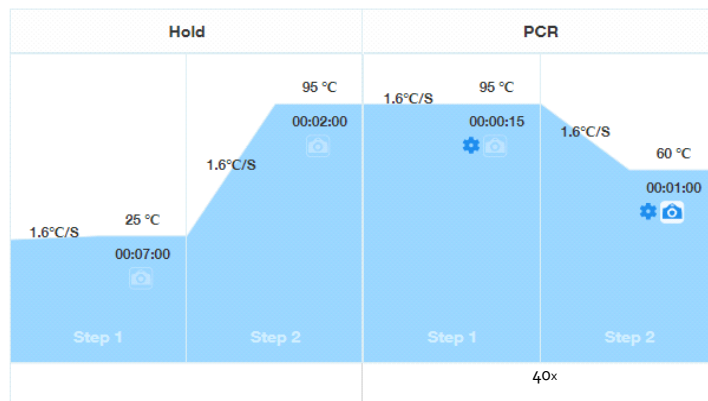 Hold
PCR
1.6°C/S
25 °C
00:07:00
Step 1
1.6°C/S
95 °C
00:02:00
Step 2
1.6°C/S
95 °C
00:00:15
Step 1
1.6°C/S
60 °C
00:01:00
Step 2
40x